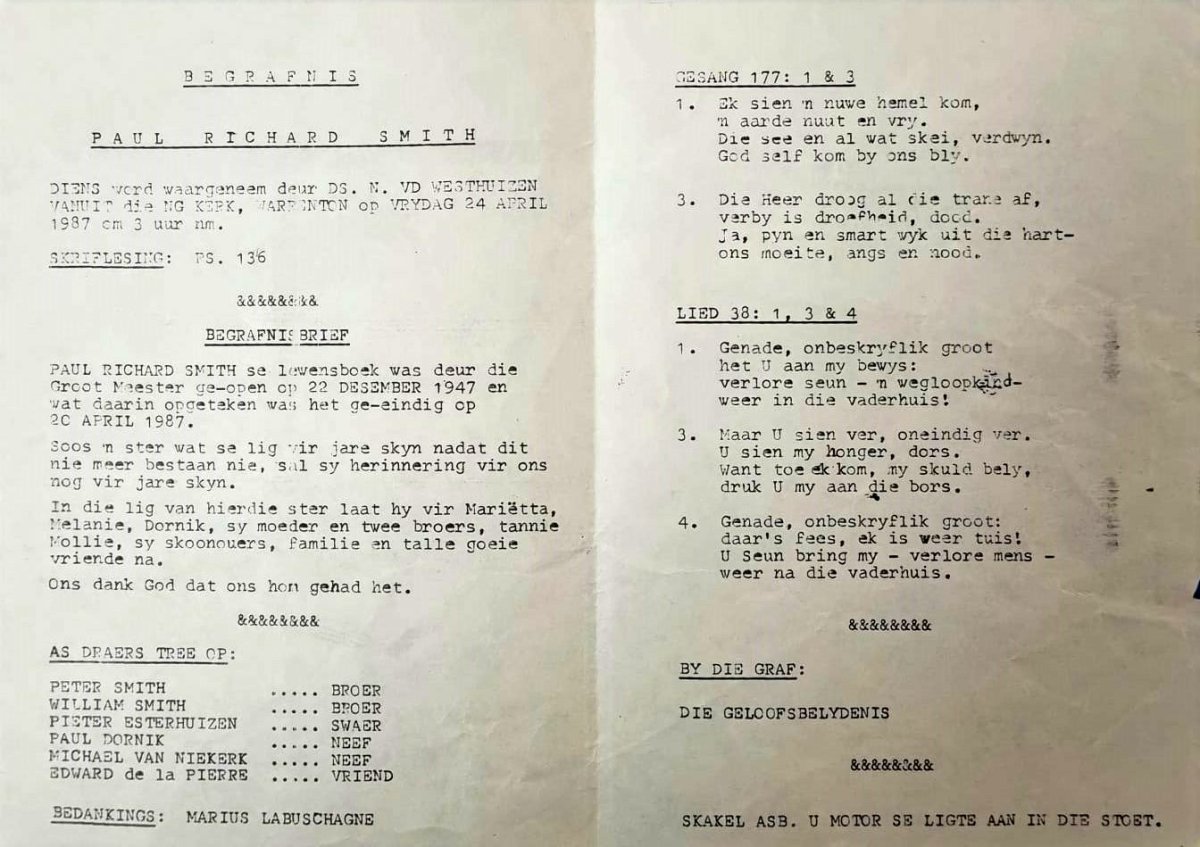 BEGRAFNIS
PAUL RICHARD SMITH
DIENS word waargeneem deur DS. N. VD WESTHUIZEN
VANUIT die NG KERK, WARRENTON op VRYDAG 24 APRIL
1987 om 3 uur nm.
SKRIFLESING: PS. 136
&&&&&&&&
BEGRAFNISBRIEF
PAUL RICHARD SMITH se lewensboek was deur die
Groot Meester ge-open op 22 DESEMBER 1947 en
wat daarin opgeteken was het ge-eindig op
20 APRIL 1987.
Soos 'n ster wat se lig vir jare skyn nadat dit
nie meer bestaan nie, sal sy herinnering vir ons
nog vir jare skyn.
In die lig van hierdie ster laat hy vir Mariëtta,
Melanie, Dornik, sy moeder en twee broers, tannie
Mollie, sy skoonouers, familie en talle goeie
vriende na.
Ons dank God dat ons hom gehad het.
&&&&&&&&
AS DRAERS TREE OP:
PETER SMITH ..... BROER
WILLIAM SMITH ..... BROER
PIETER ESTERHUIZEN ..... SWAER
PAUL DORNIK ..... NEEF
MICHAEL VAN NIEKERK ..... NEEF
EDWARD de la PIERRE ..... VRIEND
BEDANKINGS: MARIUS LABUSCHAGNE
GESANG 177: 1 & 3
1. Ek sien 'n nuwe hemel kom,
'n aarde nuut en vry.
Die see en al wat skei, verdwyn.
God self kom by ons bly.
3. Die Heer droog al die trane af,
verby is droefheid, dood.
Ja, pyn en smart wyk uit die hart-
ons moeite, angs en nood.
LIED 38: 1, 3 & 4
1. Genade, onbeskryflik groot
het U aan my bewys:
verlore seun - 'n wegloopkind-
weer in die vaderhuis!
3. Maar U sien ver, oneindig ver.
U sien my honger, dors.
Want toe ek kom, my skuld bely,
druk U my aan die bors.
4. Genade, onbeskryflik groot:
daar's fees, ek is weer tuis!
U Seun bring my - verlore mens -
weer na die vaderhuis.
&&&&&&&&
BY DIE GRAF:
DIE GELOOFSBELYDENIS
&&&&&&&&
SKAKEL ASB. U MOTOR SE LIGTE AAN IN DIE STOET.